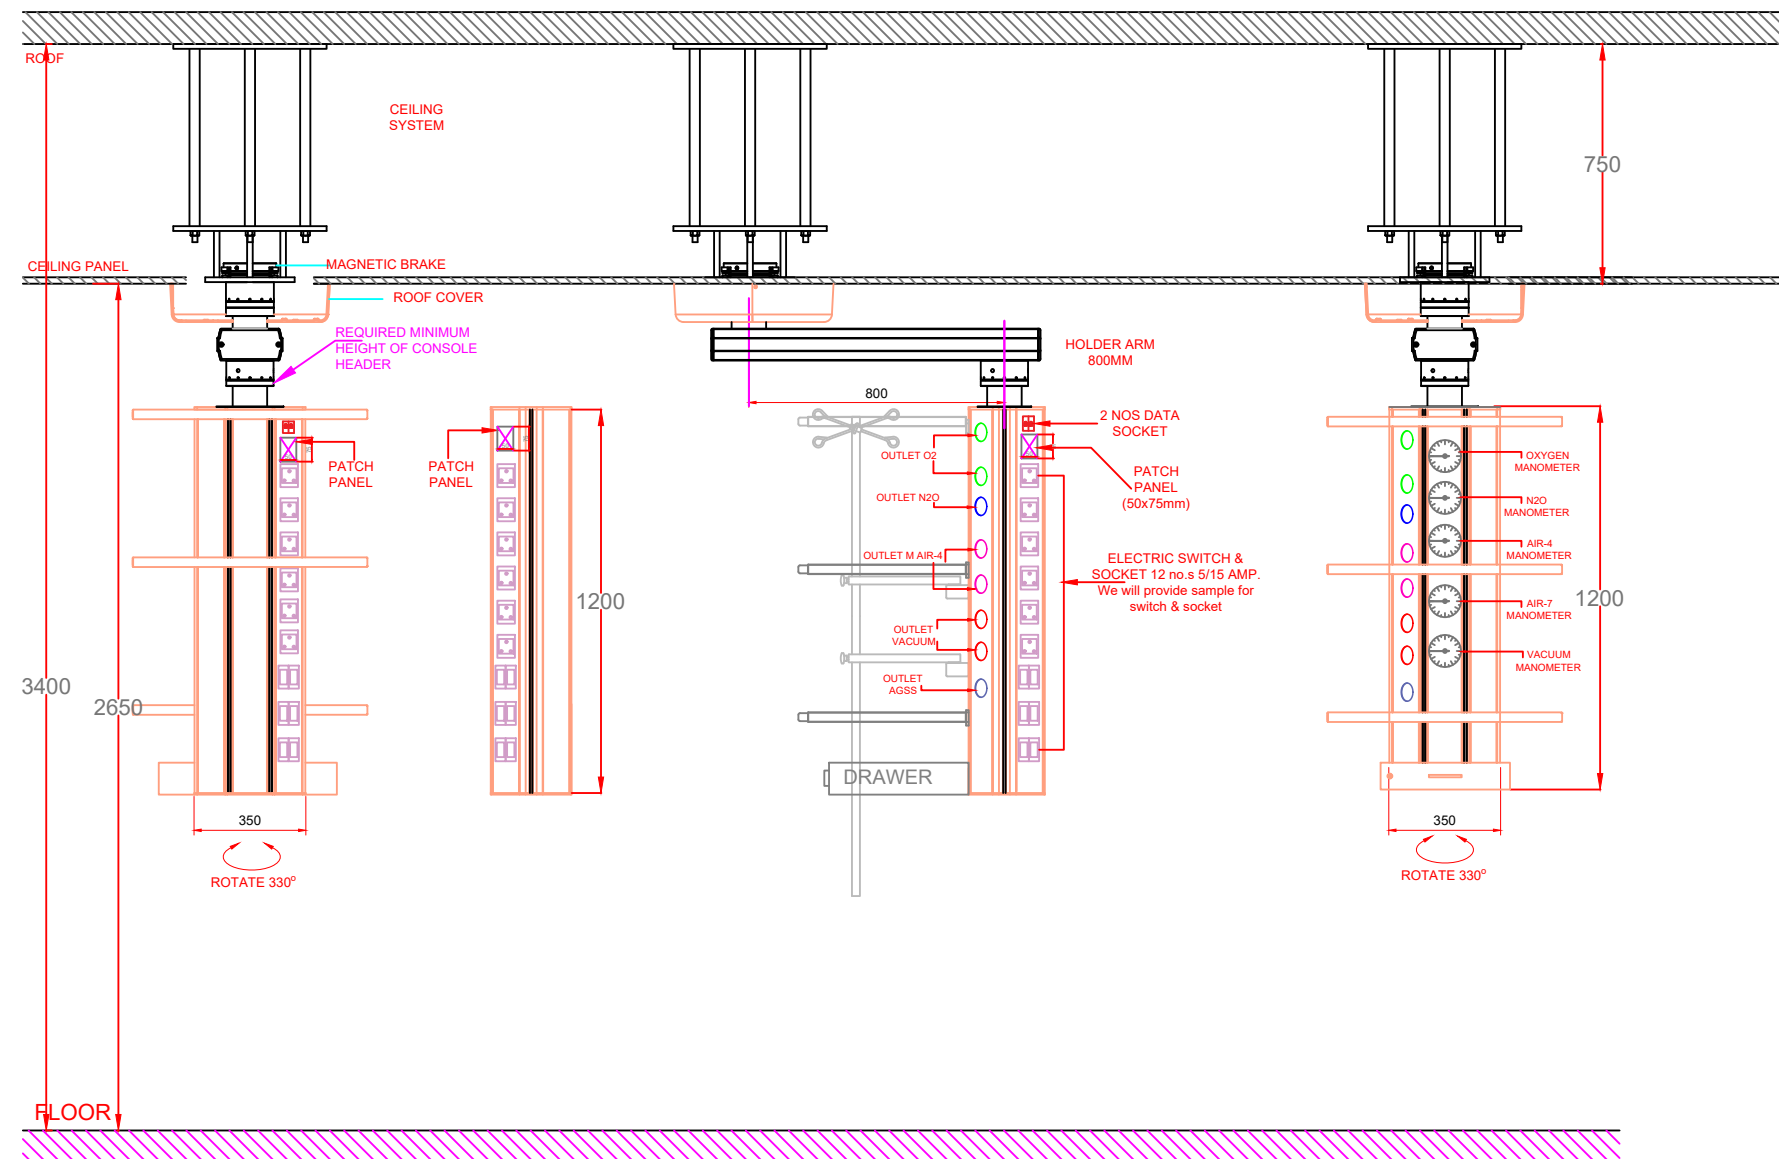 ROOF
CEILING
SYSTEM
750
CEILING PANEL
MAGNETIC BRAKE
ROOF COVER
REQUIRED MINIMUM
HEIGHT OF CONSOLE
HEADER
HOLDER ARM
800MM
800
PATCH
PANEL
PATCH
PANEL
2 NOS DATA
SOCKET
OUTLET O2
PATCH
PANEL
(50x75mm)
OUTLET N2O
OUTLET M AIR-4
ELECTRIC SWITCH &
SOCKET 12 no.s 5/15 AMP.
We will provide sample for
switch & socket
OUTLET
VACUUM
OUTLET
AGSS
DRAWER
OXYGEN
MANOMETER
N2O
MANOMETER
AIR-4
MANOMETER
AIR-7
MANOMETER
VACUUM
MANOMETER
1200
1200
3400
2650
350
ROTATE 330°
350
ROTATE 330°
FLOOR